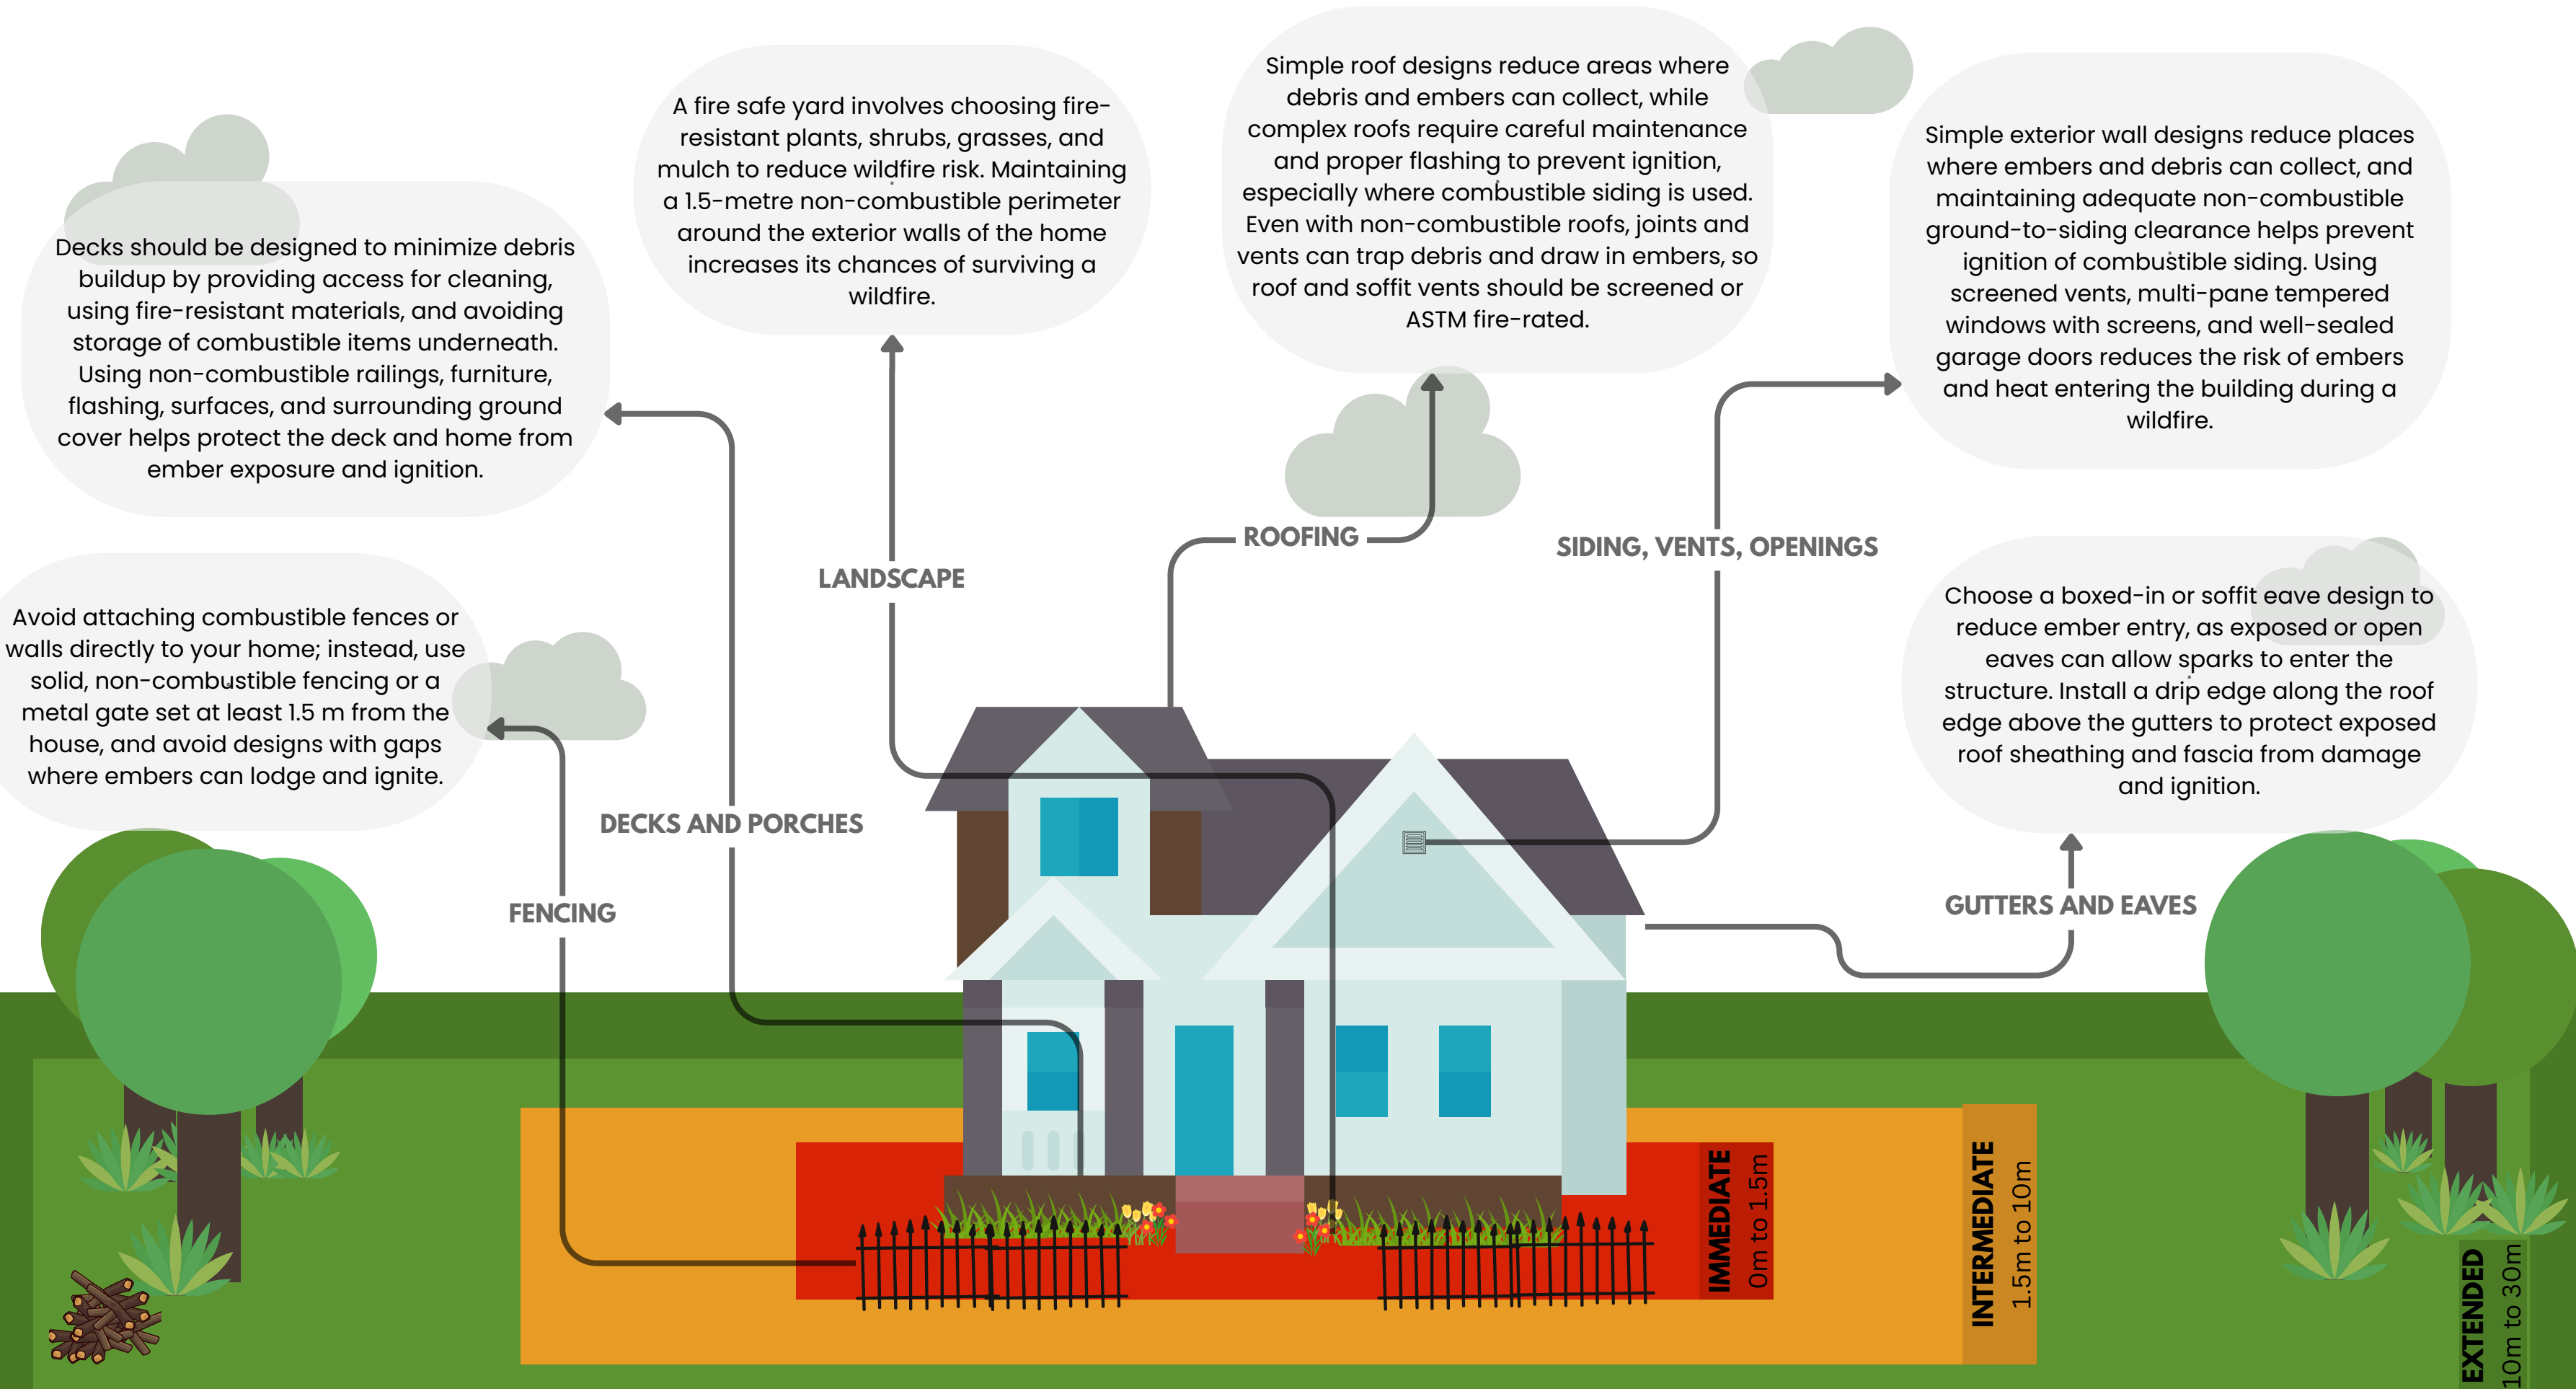 Decks should be designed to minimize debris
buildup by providing access for cleaning,
using fire-resistant materials, and avoiding
storage of combustible items underneath.
Using non-combustible railings, furniture,
flashing, surfaces, and surrounding ground
cover helps protect the deck and home from
ember exposure and ignition.
A fire safe yard involves choosing fire-
resistant plants, shrubs, grasses, and
mulch to reduce wildfire risk. Maintaining
a 1.5-metre non-combustible perimeter
around the exterior walls of the home
increases its chances of surviving a
wildfire.
Simple roof designs reduce areas where
debris and embers can collect, while
complex roofs require careful maintenance
and proper flashing to prevent ignition,
especially where combustible siding is used.
Even with non-combustible roofs, joints and
vents can trap debris and draw in embers, so
roof and soffit vents should be screened or
ASTM fire-rated.
Simple exterior wall designs reduce places
where embers and debris can collect, and
maintaining adequate non-combustible
ground-to-siding clearance helps prevent
ignition of combustible siding. Using
screened vents, multi-pane tempered
windows with screens, and well-sealed
garage doors reduces the risk of embers
and heat entering the building during a
wildfire.
Avoid attaching combustible fences or
walls directly to your home; instead, use
solid, non-combustible fencing or a
metal gate set at least 1.5 m from the
house, and avoid designs with gaps
where embers can lodge and ignite.
Choose a boxed-in or soffit eave design to
reduce ember entry, as exposed or open
eaves can allow sparks to enter the
structure. Install a drip edge along the roof
edge above the gutters to protect exposed
roof sheathing and fascia from damage
and ignition.
ROOFING
SIDING, VENTS, OPENINGS
LANDSCAPE
DECKS AND PORCHES
FENCING
GUTTERS AND EAVES
IMMEDIATE
0m to 1.5m
INTERMEDIATE
1.5m to 10m
EXTENDED
10m to 30m